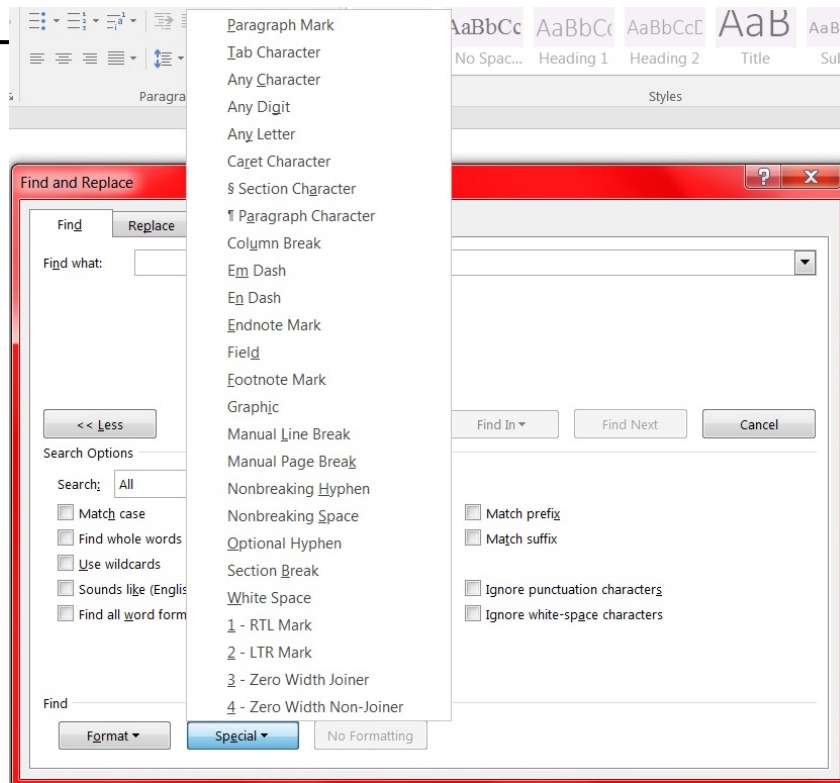 AaBbCc AaBbCc AaBbCcD AaB AaB
No Spac... Heading 1 Heading 2 Title Sub
Paragra
Styles
Find and Replace
Find
Replace
Find what:
Paragraph Mark
Tab Character
Any Character
Any Digit
Any Letter
Caret Character
§ Section Character
¶ Paragraph Character
Column Break
Em Dash
En Dash
Endnote Mark
Field
Footnote Mark
Graphic
Manual Line Break
Manual Page Break
Nonbreaking Hyphen
Nonbreaking Space
Optional Hyphen
Section Break
White Space
1 - RTL Mark
2 - LTR Mark
3 - Zero Width Joiner
4 - Zero Width Non-Joiner
<< Less
Find In
Find Next
Cancel
Search Options
Search: All
Match case
Find whole words
Use wildcards
Sounds like (Englis
Find all word form
Match prefix
Match suffix
Ignore punctuation characters
Ignore white-space characters
Find
Format
Special
No Formatting